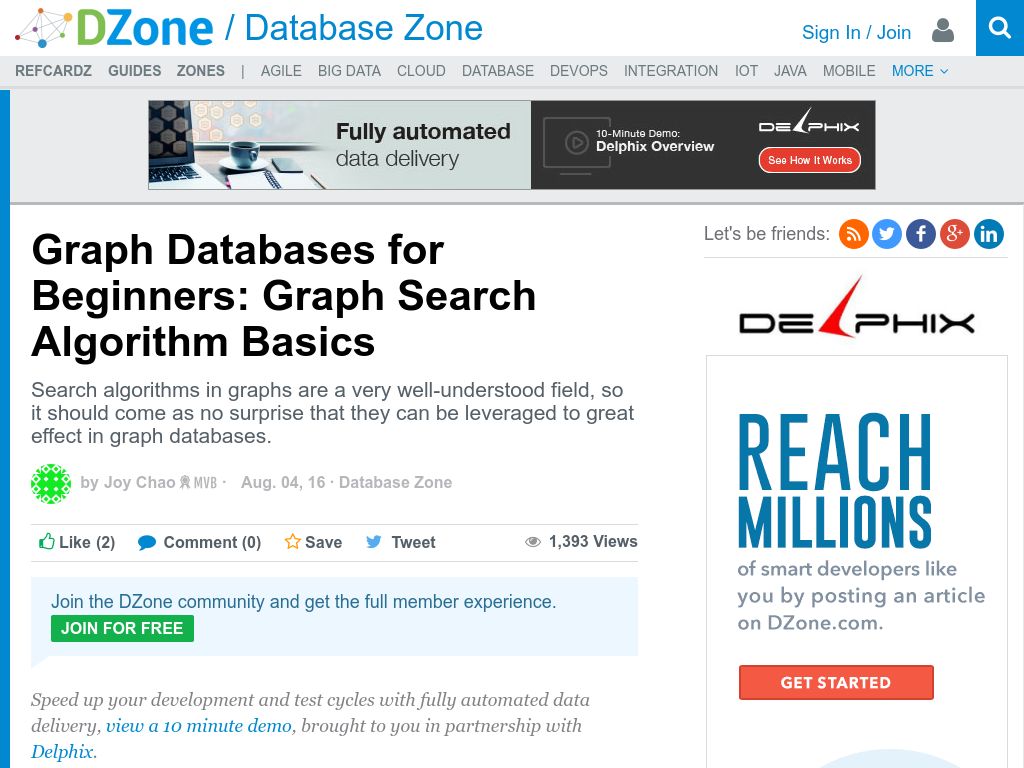 DZone / Database Zone
Sign In / Join
REFCARDZ GUIDES ZONES | AGILE BIG DATA CLOUD DATABASE DEVOPS INTEGRATION IOT JAVA MOBILE MORE
Fully automated
data delivery
10-Minute Demo:
Delphix Overview
DELPHIX
See How It Works
Graph Databases for
Beginners: Graph Search
Algorithm Basics
Search algorithms in graphs are a very well-understood field, so
it should come as no surprise that they can be leveraged to great
effect in graph databases.
by Joy Chao MVB · Aug. 04, 16 · Database Zone
Like (2) Comment (0) Save Tweet 1,393 Views
Join the DZone community and get the full member experience.
JOIN FOR FREE
Speed up your development and test cycles with fully automated data
delivery, view a 10 minute demo, brought to you in partnership with
Delphix.
Let's be friends:
DELPHIX
REACH
MILLIONS
of smart developers like
you by posting an article
on DZone.com.
GET STARTED